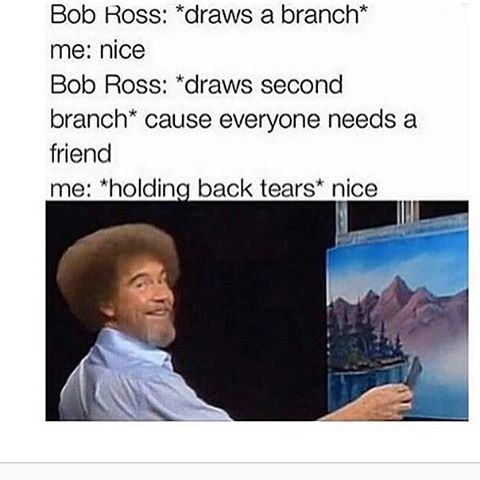 Bob Ross: *draws a branch*
me: nice
Bob Ross: *draws second
branch* cause everyone needs a
friend
me: *holding back tears* nice